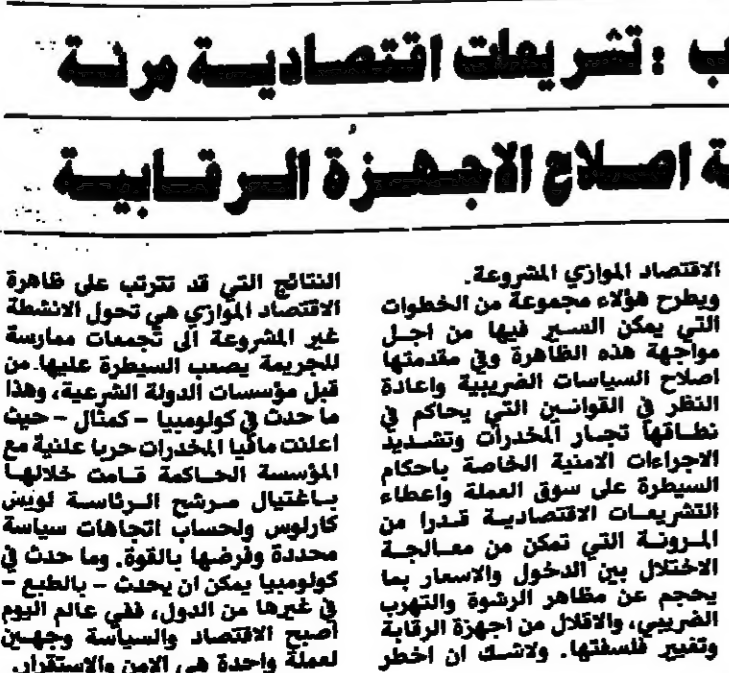 ب : تشريعات اقتصادية مرنة
ة اصلاح الاجهزة الرقابية
الاقتصاد الموازي المشروعة.
ويطرح هؤلاء مجموعة من الخطوات
التي يمكن السير فيها من اجل
مواجهة هذه الظاهرة وفي مقدمتها
اصلاح السياسات الضريبية واعادة
النظر في القوانين التي يحاكم في
نطاقها تجار المخدرات وتشديد
الاجراءات الامنية الخاصة باحكام
السيطرة على سوق العملة واعطاء
التشريعات الاقتصادية قدرا من
المرونة التي تمكن من معالجة
الاختلال بين الدخول والاسعار بما
يحجم عن مظاهر الرشوة والتهرب
الضريبي، والاقلال من اجهزة الرقابة
وتغيير فلسفتها. ولاشك ان اخطر
النتائج التي قد تترتب على ظاهرة
الاقتصاد الموازي هي تحول الانشطة
غير المشروعة الى تجمعات ممارسة
للجريمة يصعب السيطرة عليها من
قبل مؤسسات الدولة الشرعية، وهذا
ما حدث في كولومبيا - كمثال - حيث
اعلنت مافيا المخدرات حربا علنية مع
المؤسسة الحاكمة قامت خلالها
باغتيال مرشح الرئاسة لويس
كارلوس ولحساب اتجاهات سياسة
محددة وفرضها بالقوة. وما حدث في
كولومبيا يمكن ان يحدث - بالطبع -
في غيرها من الدول، ففي عالم اليوم
أصبح الاقتصاد والسياسة وجهين
لعملة واحدة هي الامن والاستقرار.